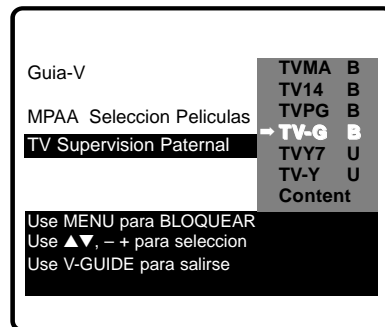 Guia-V
MPAA Seleccion Peliculas
TV Supervision Paternal
TVMA B
TV14 B
TVPG B
➡ TV-G B
TVY7 U
TV-Y U
Content
Use MENU para BLOQUEAR
Use ▲▼, – + para seleccion
Use V-GUIDE para salirse